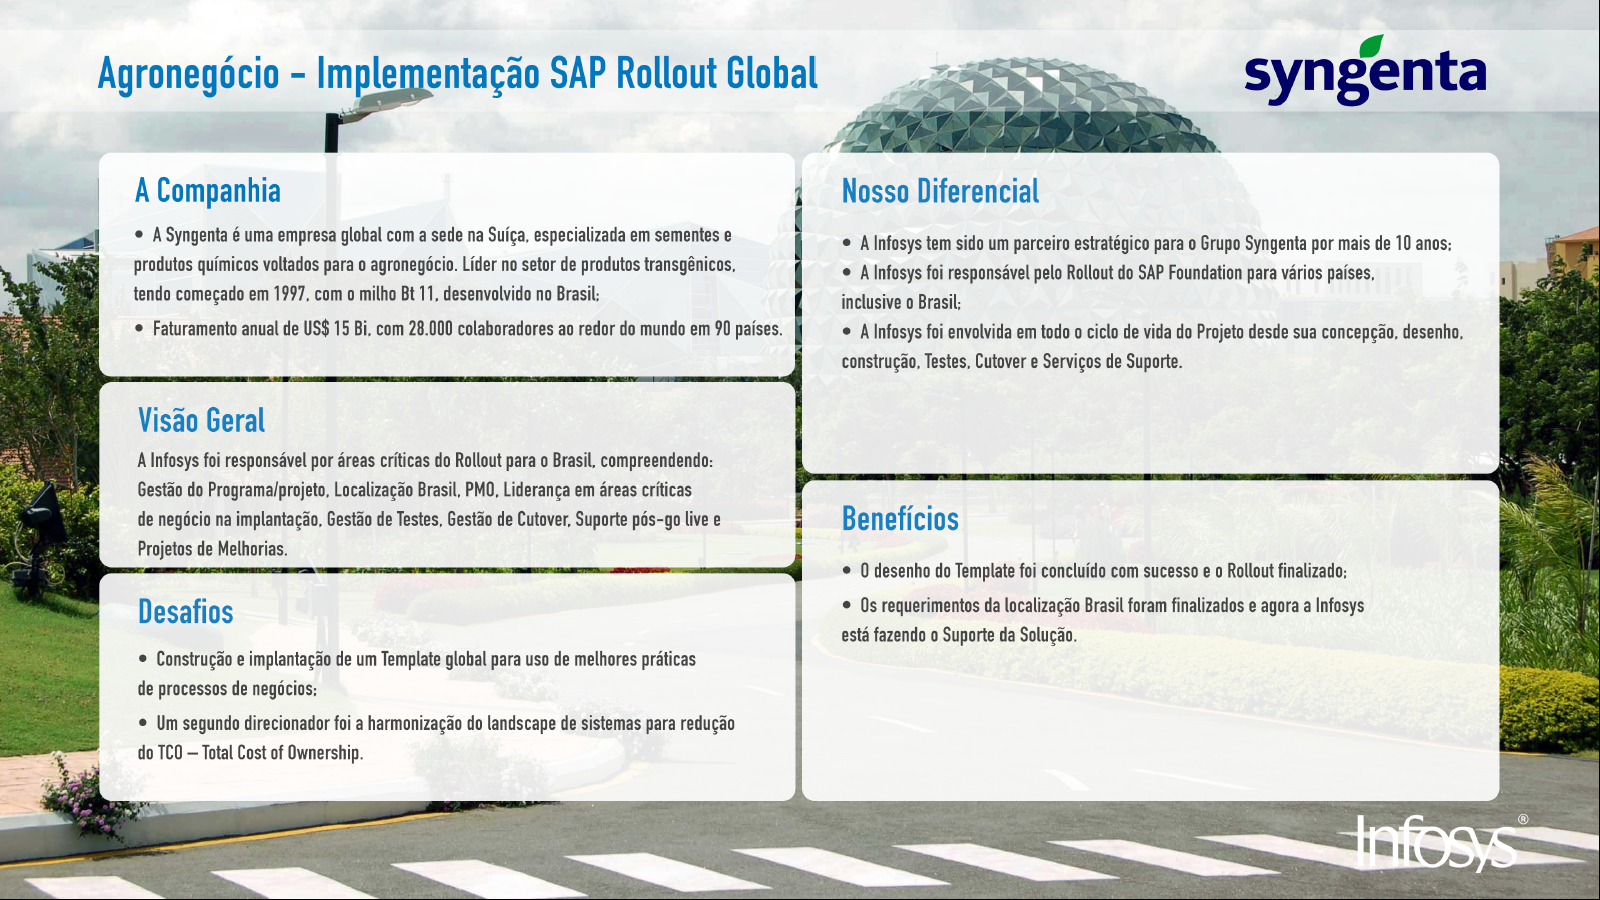 Agronegócio - Implementação SAP Rollout Global
syngenta
A Companhia
• A Syngenta é uma empresa global com a sede na Suíça, especializada em sementes e
produtos químicos voltados para o agronegócio. Líder no setor de produtos transgênicos,
tendo começado em 1997, com o milho Bt 11, desenvolvido no Brasil;
• Faturamento anual de US$ 15 Bi, com 28.000 colaboradores ao redor do mundo em 90 países.
Visão Geral
A Infosys foi responsável por áreas críticas do Rollout para o Brasil, compreendendo:
Gestão do Programa/projeto, Localização Brasil, PMO, Liderança em áreas críticas
de negócio na implantação, Gestão de Testes, Gestão de Cutover, Suporte pós-go live e
Projetos de Melhorias.
Desafios
• Construção e implantação de um Template global para uso de melhores práticas
de processos de negócios;
• Um segundo direcionador foi a harmonização do landscape de sistemas para redução
do TCO – Total Cost of Ownership.
Nosso Diferencial
• A Infosys tem sido um parceiro estratégico para o Grupo Syngenta por mais de 10 anos;
• A Infosys foi responsável pelo Rollout do SAP Foundation para vários países,
inclusive o Brasil;
• A Infosys foi envolvida em todo o ciclo de vida do Projeto desde sua concepção, desenho,
construção, Testes, Cutover e Serviços de Suporte.
Benefícios
• O desenho do Template foi concluído com sucesso e o Rollout finalizado;
• Os requerimentos da localização Brasil foram finalizados e agora a Infosys
está fazendo o Suporte da Solução.
Infosys®